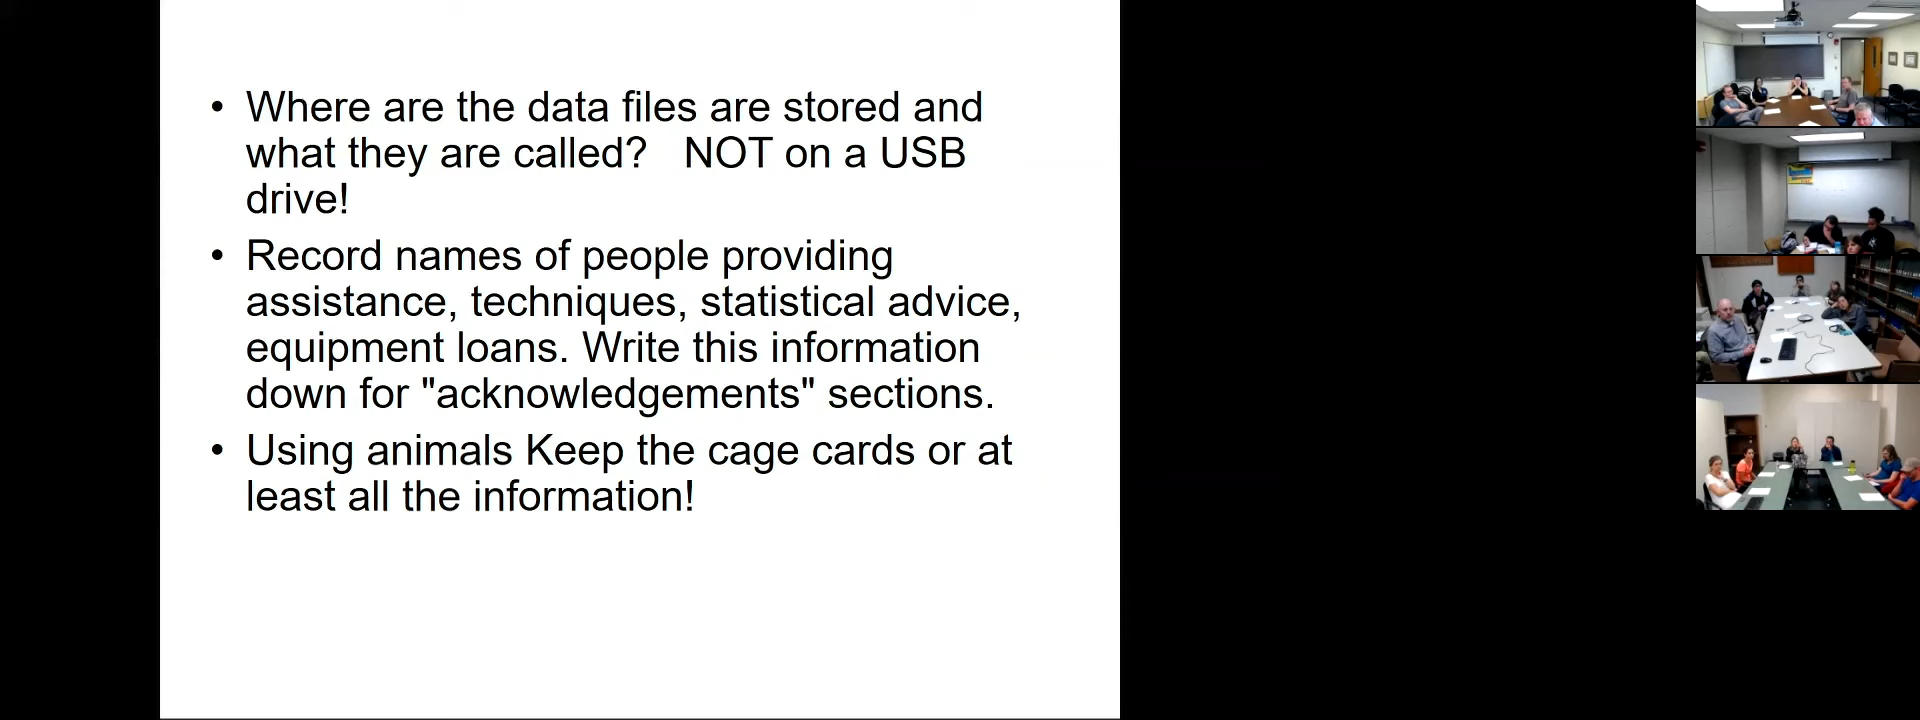 • Where are the data files are stored and
what they are called?   NOT on a USB
drive!
• Record names of people providing
assistance, techniques, statistical advice,
equipment loans. Write this information
down for "acknowledgements" sections.
• Using animals Keep the cage cards or at
least all the information!